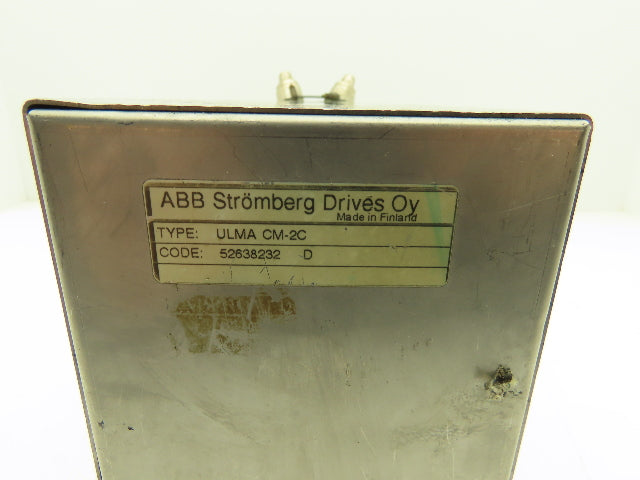 ABB Strömberg Drives Oy
Made in Finland
TYPE: ULMA CM-2C
CODE: 52638232 D